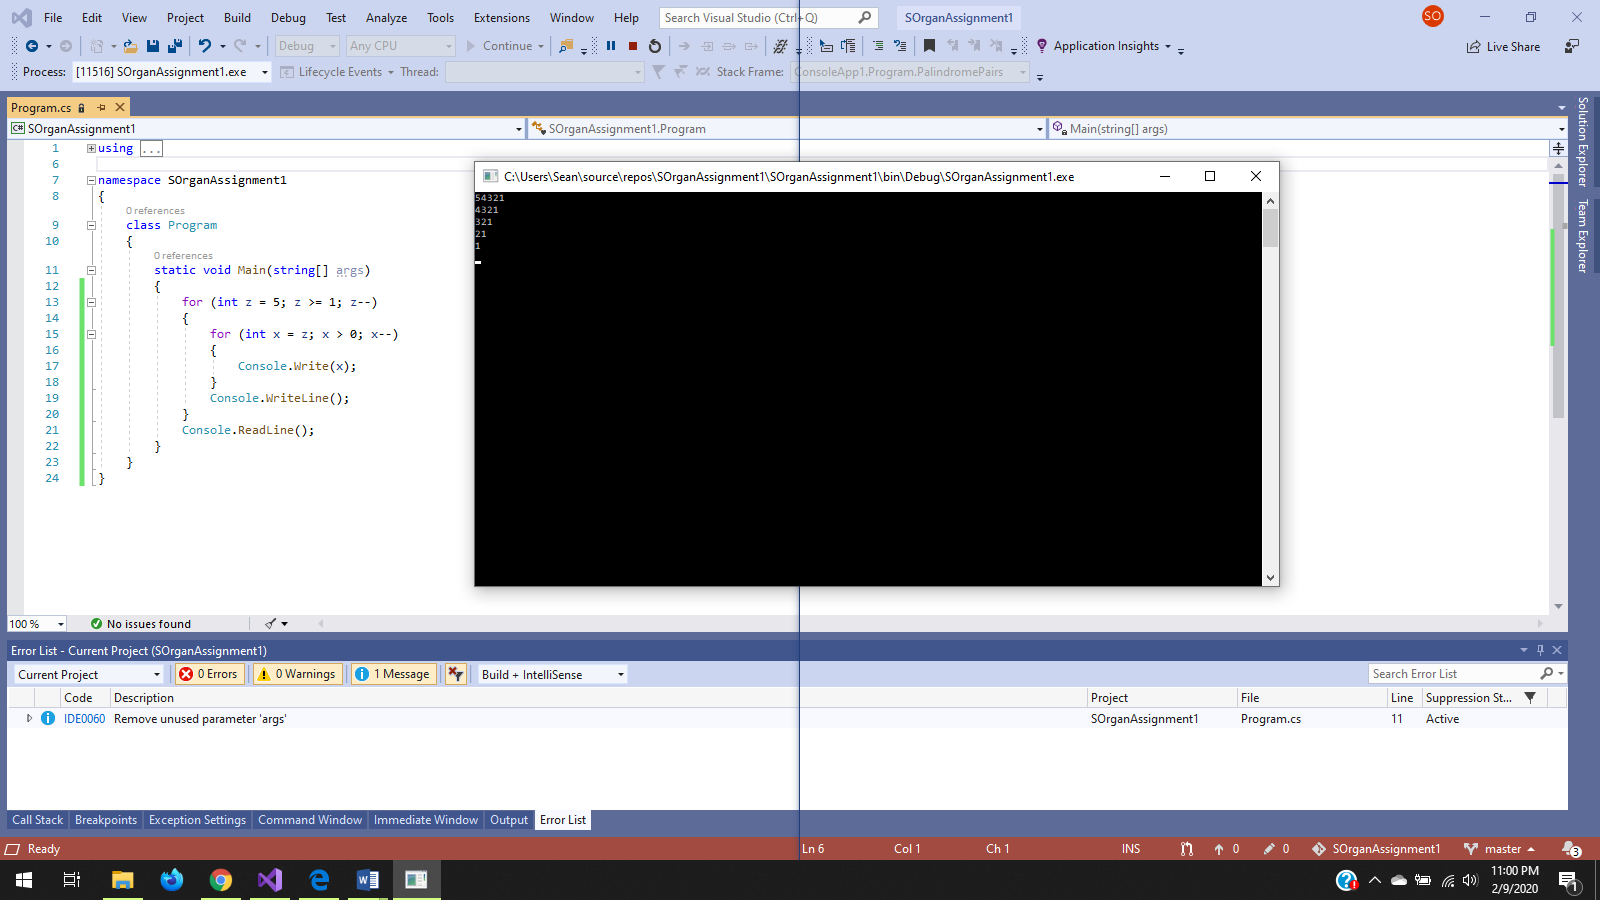 File Edit View Project Build Debug Test Analyze Tools Extensions Window Help Search Visual Studio (Ctrl+Q) SOrganAssignment1 SO
Debug Any CPU Continue Application Insights Live Share
Process: [11516] SOrganAssignment1.exe Lifecycle Events Thread: Stack Frame: ConsoleApp1.Program.PalindromePairs
Program.cs
C# SOrganAssignment1 SOrganAssignment1.Program Main(string[] args)
Solution Explorer
Team Explorer
1 using ...
6
7 namespace SOrganAssignment1
8 {
0 references
9 class Program
10 {
0 references
11 static void Main(string[] args)
12 {
13 for (int z = 5; z >= 1; z--)
14 {
15 for (int x = z; x > 0; x--)
16 {
17 Console.Write(x);
18 }
19 Console.WriteLine();
20 }
21 Console.ReadLine();
22 }
23 }
24 }
C:\Users\Sean\source\repos\SOrganAssignment1\SOrganAssignment1\bin\Debug\SOrganAssignment1.exe
54321
4321
321
21
1
100 % No issues found
Error List - Current Project (SOrganAssignment1)
Current Project 0 Errors 0 Warnings 1 Message Build + IntelliSense Search Error List
Code Description Project File Line Suppression St...
IDE0060 Remove unused parameter 'args' SOrganAssignment1 Program.cs 11 Active
Call Stack Breakpoints Exception Settings Command Window Immediate Window Output Error List
Ready Ln 6 Col 1 Ch 1 INS 0 0 SOrganAssignment1 master 3
11:00 PM
2/9/2020
1